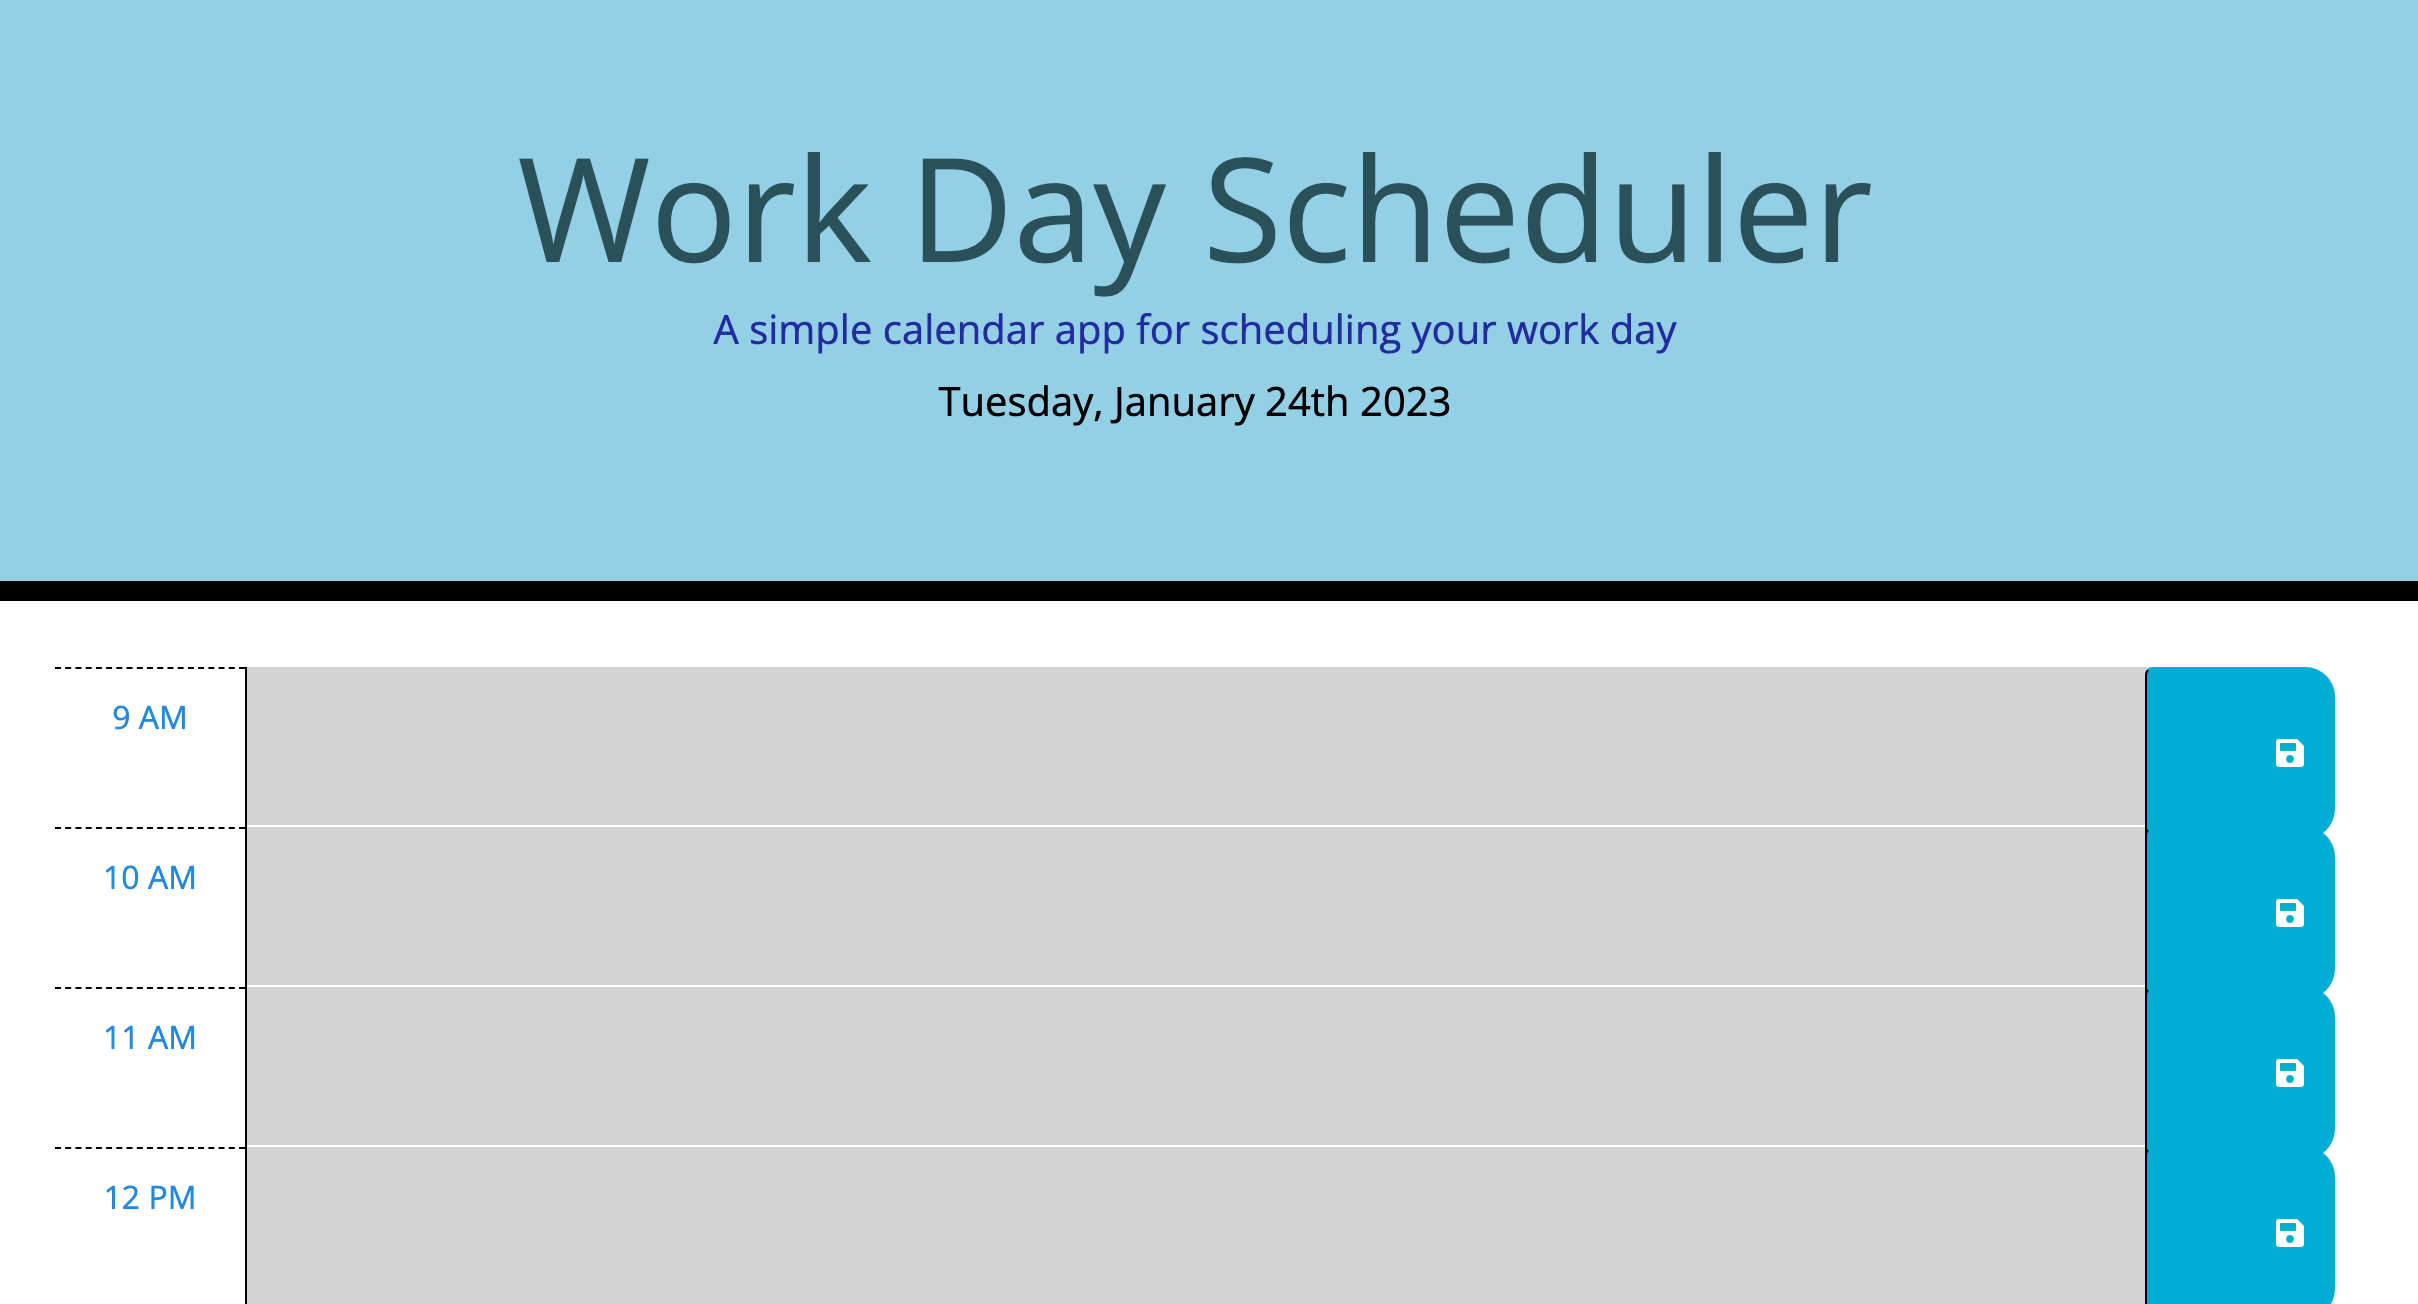 Work Day Scheduler
A simple calendar app for scheduling your work day
Tuesday, January 24th 2023
9 AM
10 AM
11 AM
12 PM